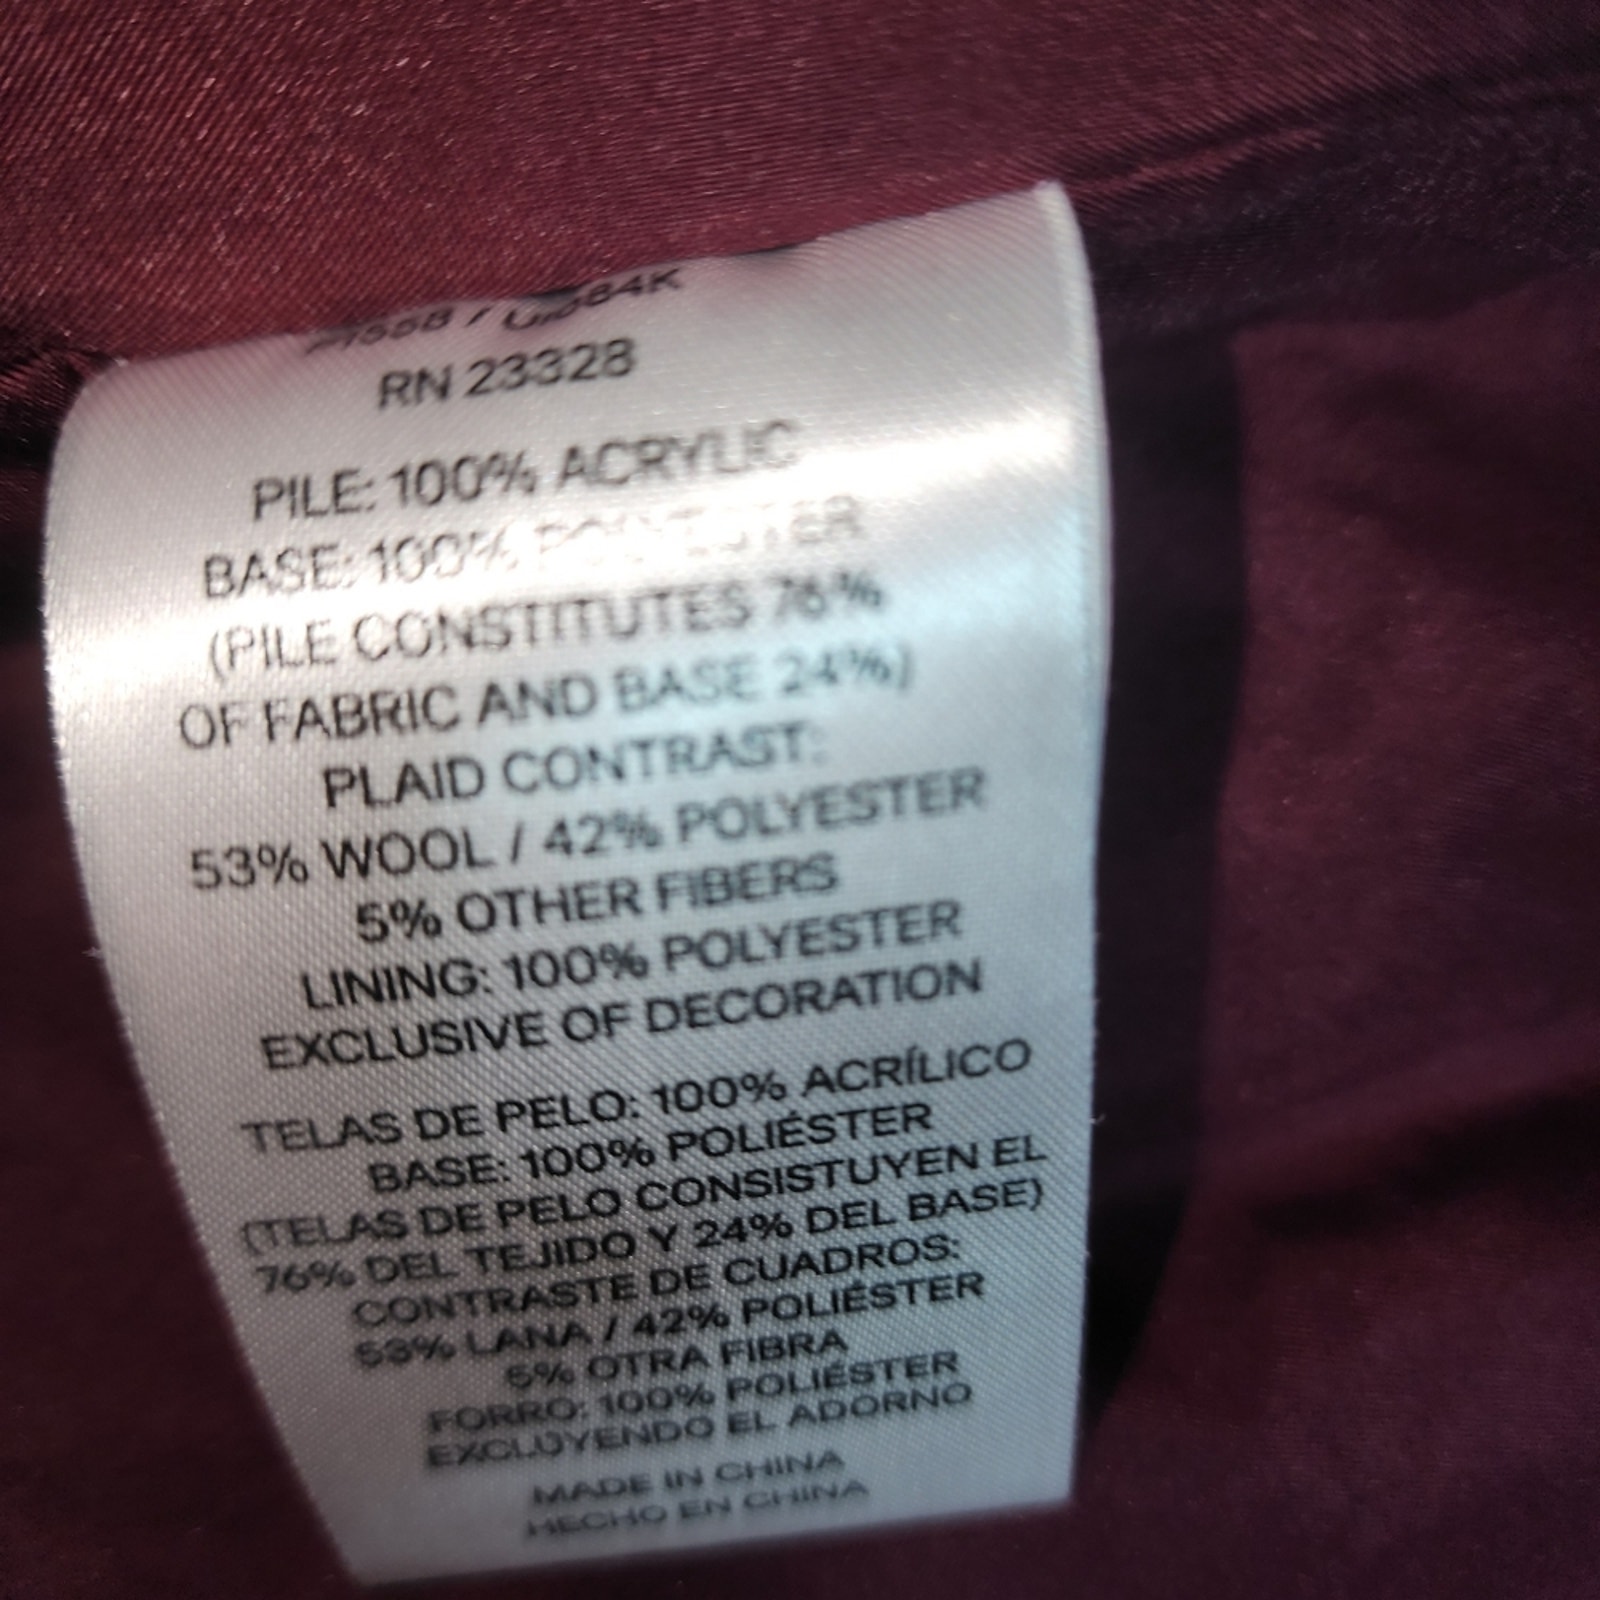 RN 23328
PILE: 100% ACRYLIC
BASE: 100% POLYESTER
(PILE CONSTITUTES 76%
OF FABRIC AND BASE 24%)
PLAID CONTRAST:
53% WOOL / 42% POLYESTER
5% OTHER FIBERS
LINING: 100% POLYESTER
EXCLUSIVE OF DECORATION
TELAS DE PELO: 100% ACRÍLICO
BASE: 100% POLIÉSTER
(TELAS DE PELO CONSISTUYEN EL
76% DEL TEJIDO Y 24% DEL BASE)
CONTRASTE DE CUADROS:
53% LANA / 42% POLIÉSTER
5% OTRA FIBRA
FORRO: 100% POLIÉSTER
EXCLUYENDO EL ADORNO
MADE IN CHINA
HECHO EN CHINA